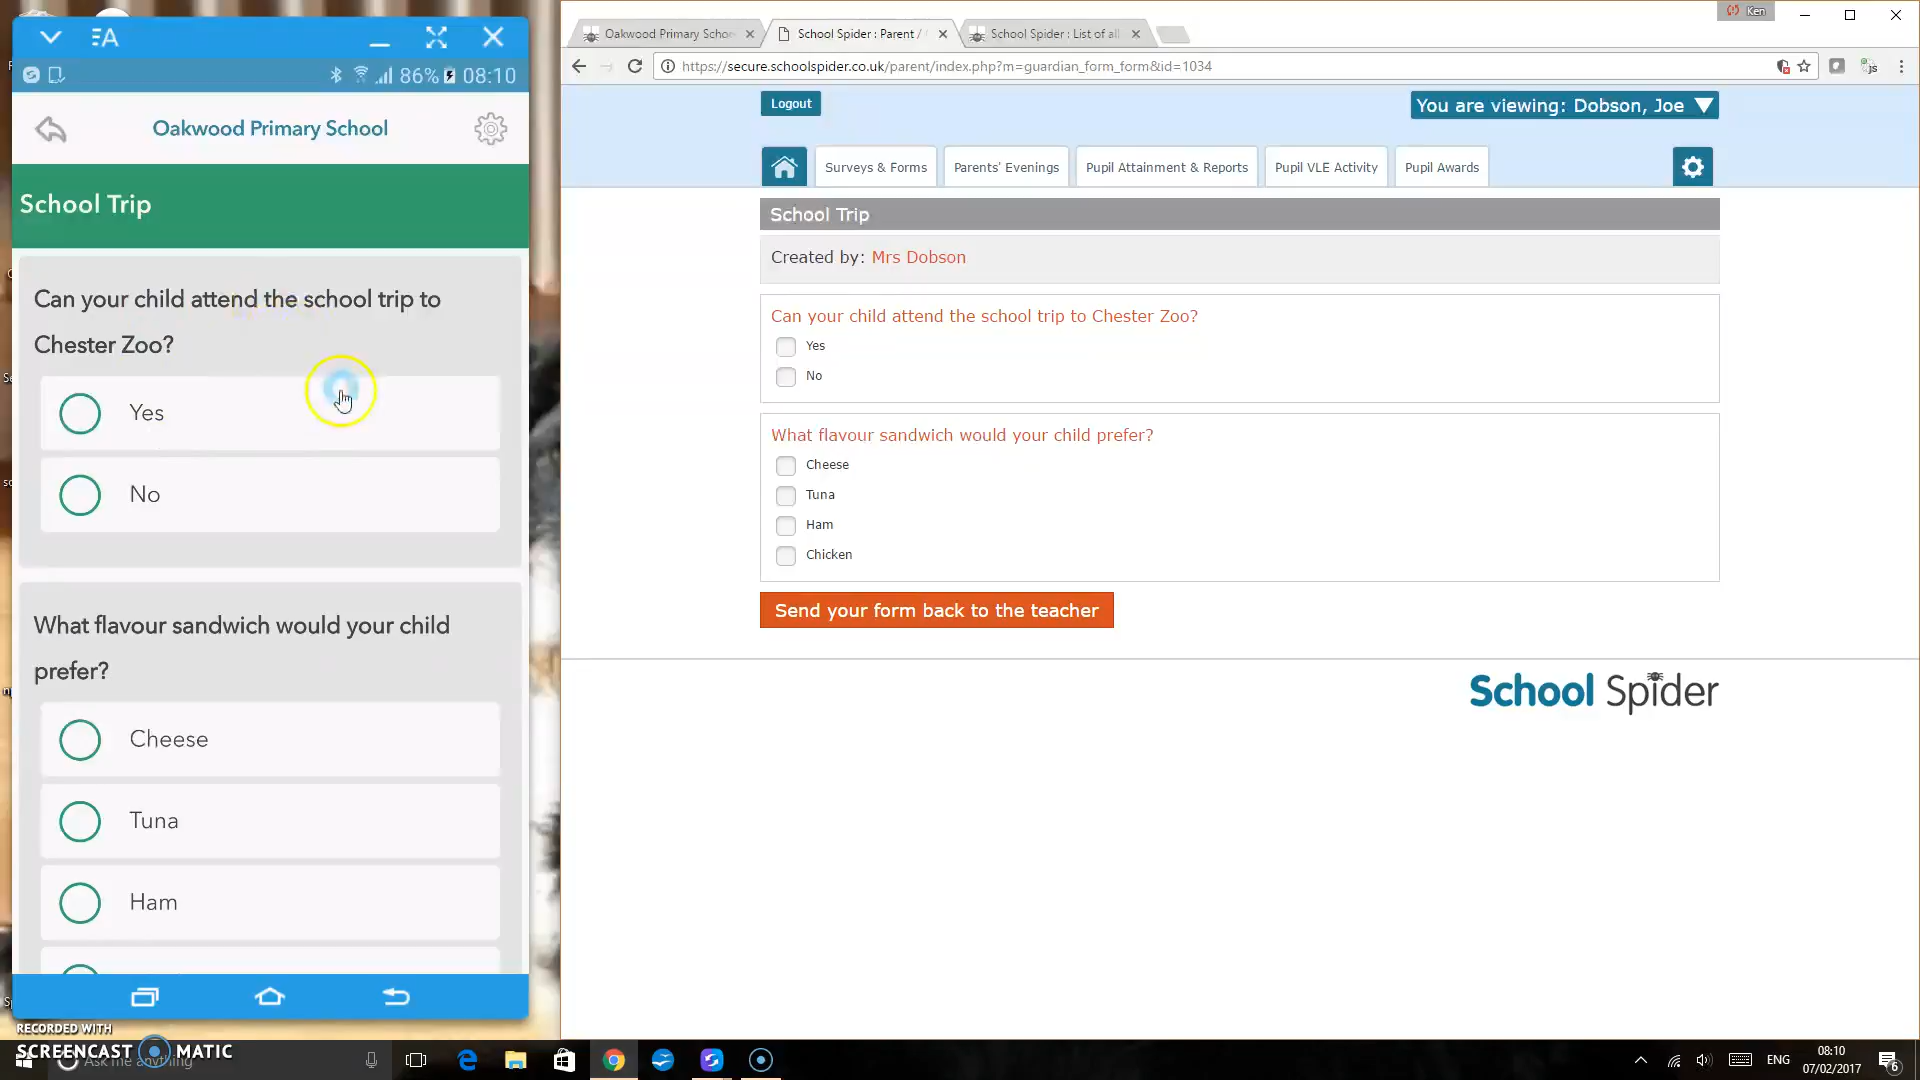 ΞA
86% 08:10
Oakwood Primary School
School Trip
Can your child attend the school trip to
Chester Zoo?
Yes
No
What flavour sandwich would your child
prefer?
Cheese
Tuna
Ham
RECORDED WITH
SCREENCAST MATIC
Ask me anything
Ken
Oakwood Primary Schoo
School Spider : Parent /
School Spider : List of all
https://secure.schoolspider.co.uk/parent/index.php?m=guardian_form_form&id=1034
Logout
You are viewing: Dobson, Joe
Surveys & Forms
Parents' Evenings
Pupil Attainment & Reports
Pupil VLE Activity
Pupil Awards
School Trip
Created by: Mrs Dobson
Can your child attend the school trip to Chester Zoo?
Yes
No
What flavour sandwich would your child prefer?
Cheese
Tuna
Ham
Chicken
Send your form back to the teacher
School Spider
ENG
08:10
07/02/2017
6